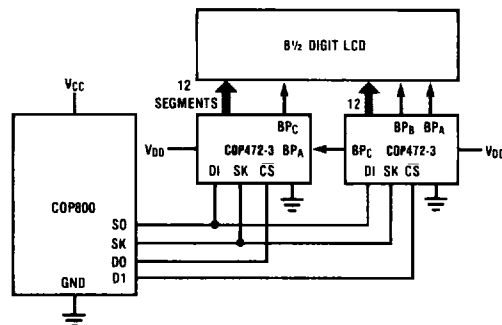 8½ DIGIT LCD
12
SEGMENTS
12
VCC
BPC
BPB
BPA
VDD
COP472-3
BPA
DI SK CS
BPC
COP472-3
DI SK CS
VDD
COP800
SO
SK
D0
D1
GND